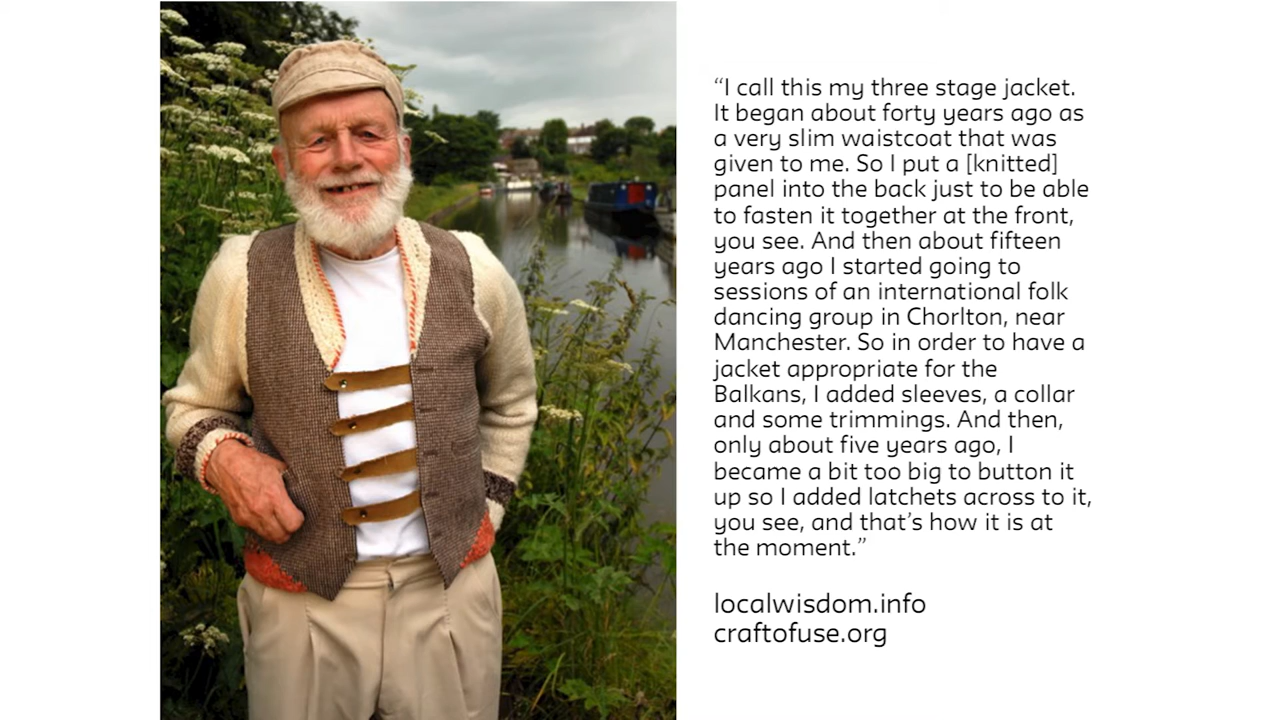 “I call this my three stage jacket.
It began about forty years ago as
a very slim waistcoat that was
given to me. So I put a [knitted]
panel into the back just to be able
to fasten it together at the front,
you see. And then about fifteen
years ago I started going to
sessions of an international folk
dancing group in Chorlton, near
Manchester. So in order to have a
jacket appropriate for the
Balkans, I added sleeves, a collar
and some trimmings. And then,
only about five years ago, I
became a bit too big to button it
up so I added latchets across to it,
you see, and that’s how it is at
the moment.”
localwisdom.info
craftofuse.org